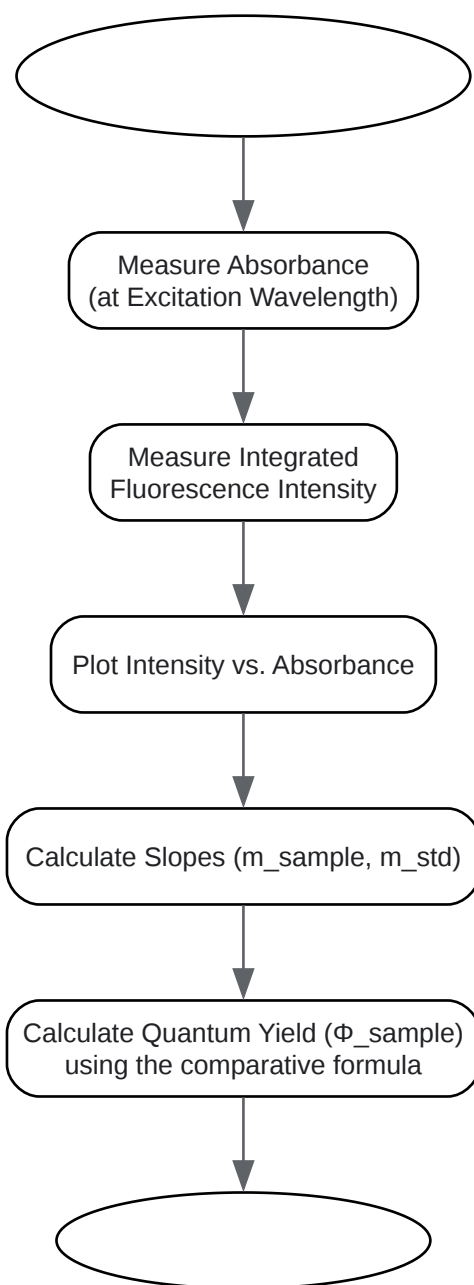 Measure Absorbance
(at Excitation Wavelength)
Measure Integrated
Fluorescence Intensity
Plot Intensity vs. Absorbance
Calculate Slopes (m_sample, m_std)
Calculate Quantum Yield (Φ_sample)
using the comparative formula